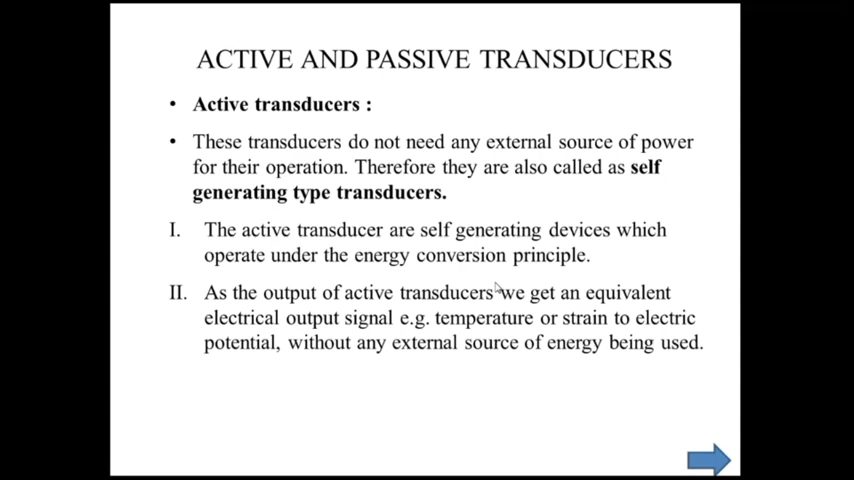 ACTIVE AND PASSIVE TRANSDUCERS
• Active transducers :
• These transducers do not need any external source of power
for their operation. Therefore they are also called as self
generating type transducers.
I. The active transducer are self generating devices which
operate under the energy conversion principle.
II. As the output of active transducers we get an equivalent
electrical output signal e.g. temperature or strain to electric
potential, without any external source of energy being used.